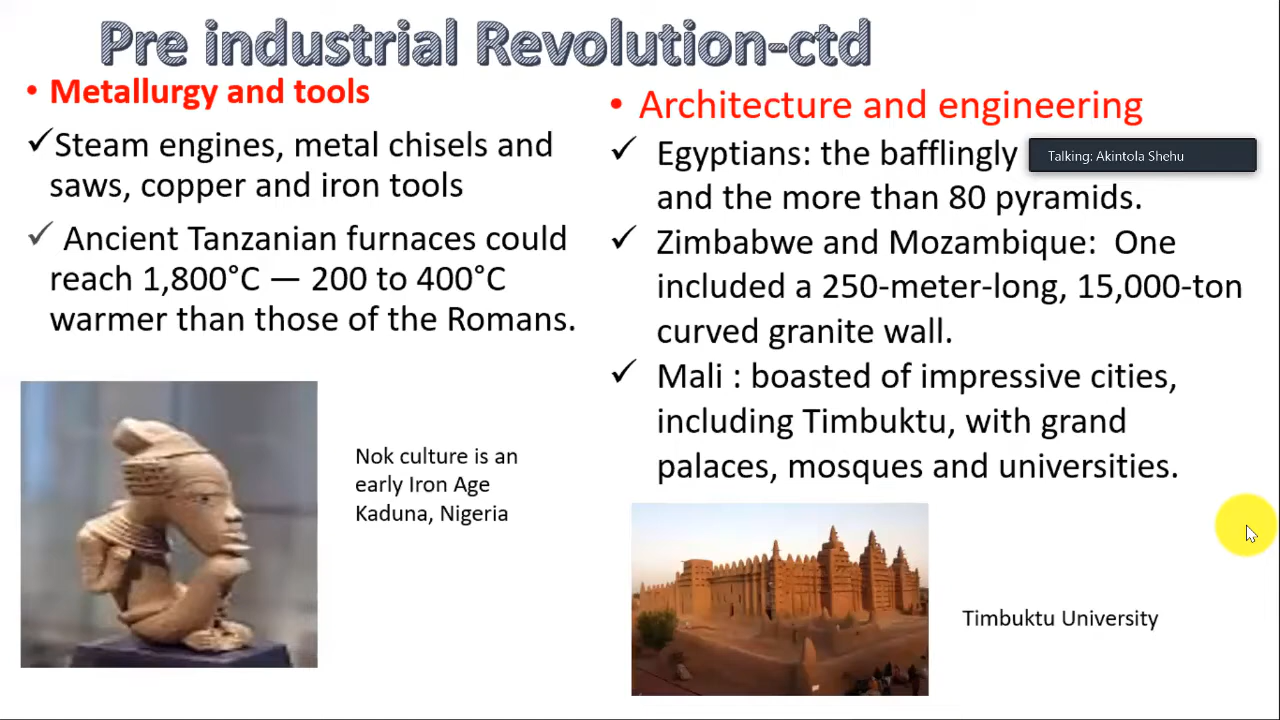 Pre industrial Revolution-ctd
• Metallurgy and tools
✓Steam engines, metal chisels and
saws, copper and iron tools
✓ Ancient Tanzanian furnaces could
reach 1,800°C — 200 to 400°C
warmer than those of the Romans.
Nok culture is an
early Iron Age
Kaduna, Nigeria
• Architecture and engineering
✓ Egyptians: the bafflingly
Talking: Akintola Shehu
and the more than 80 pyramids.
✓ Zimbabwe and Mozambique: One
included a 250-meter-long, 15,000-ton
curved granite wall.
✓ Mali : boasted of impressive cities,
including Timbuktu, with grand
palaces, mosques and universities.
Timbuktu University